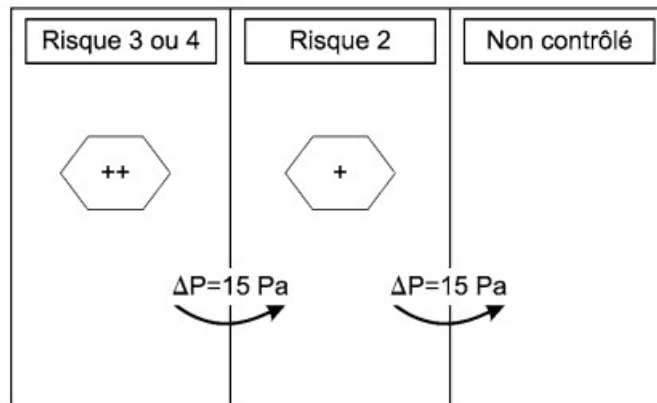 Risque 3 ou 4
Risque 2
Non contrôlé
++
+
ΔP=15 Pa
ΔP=15 Pa